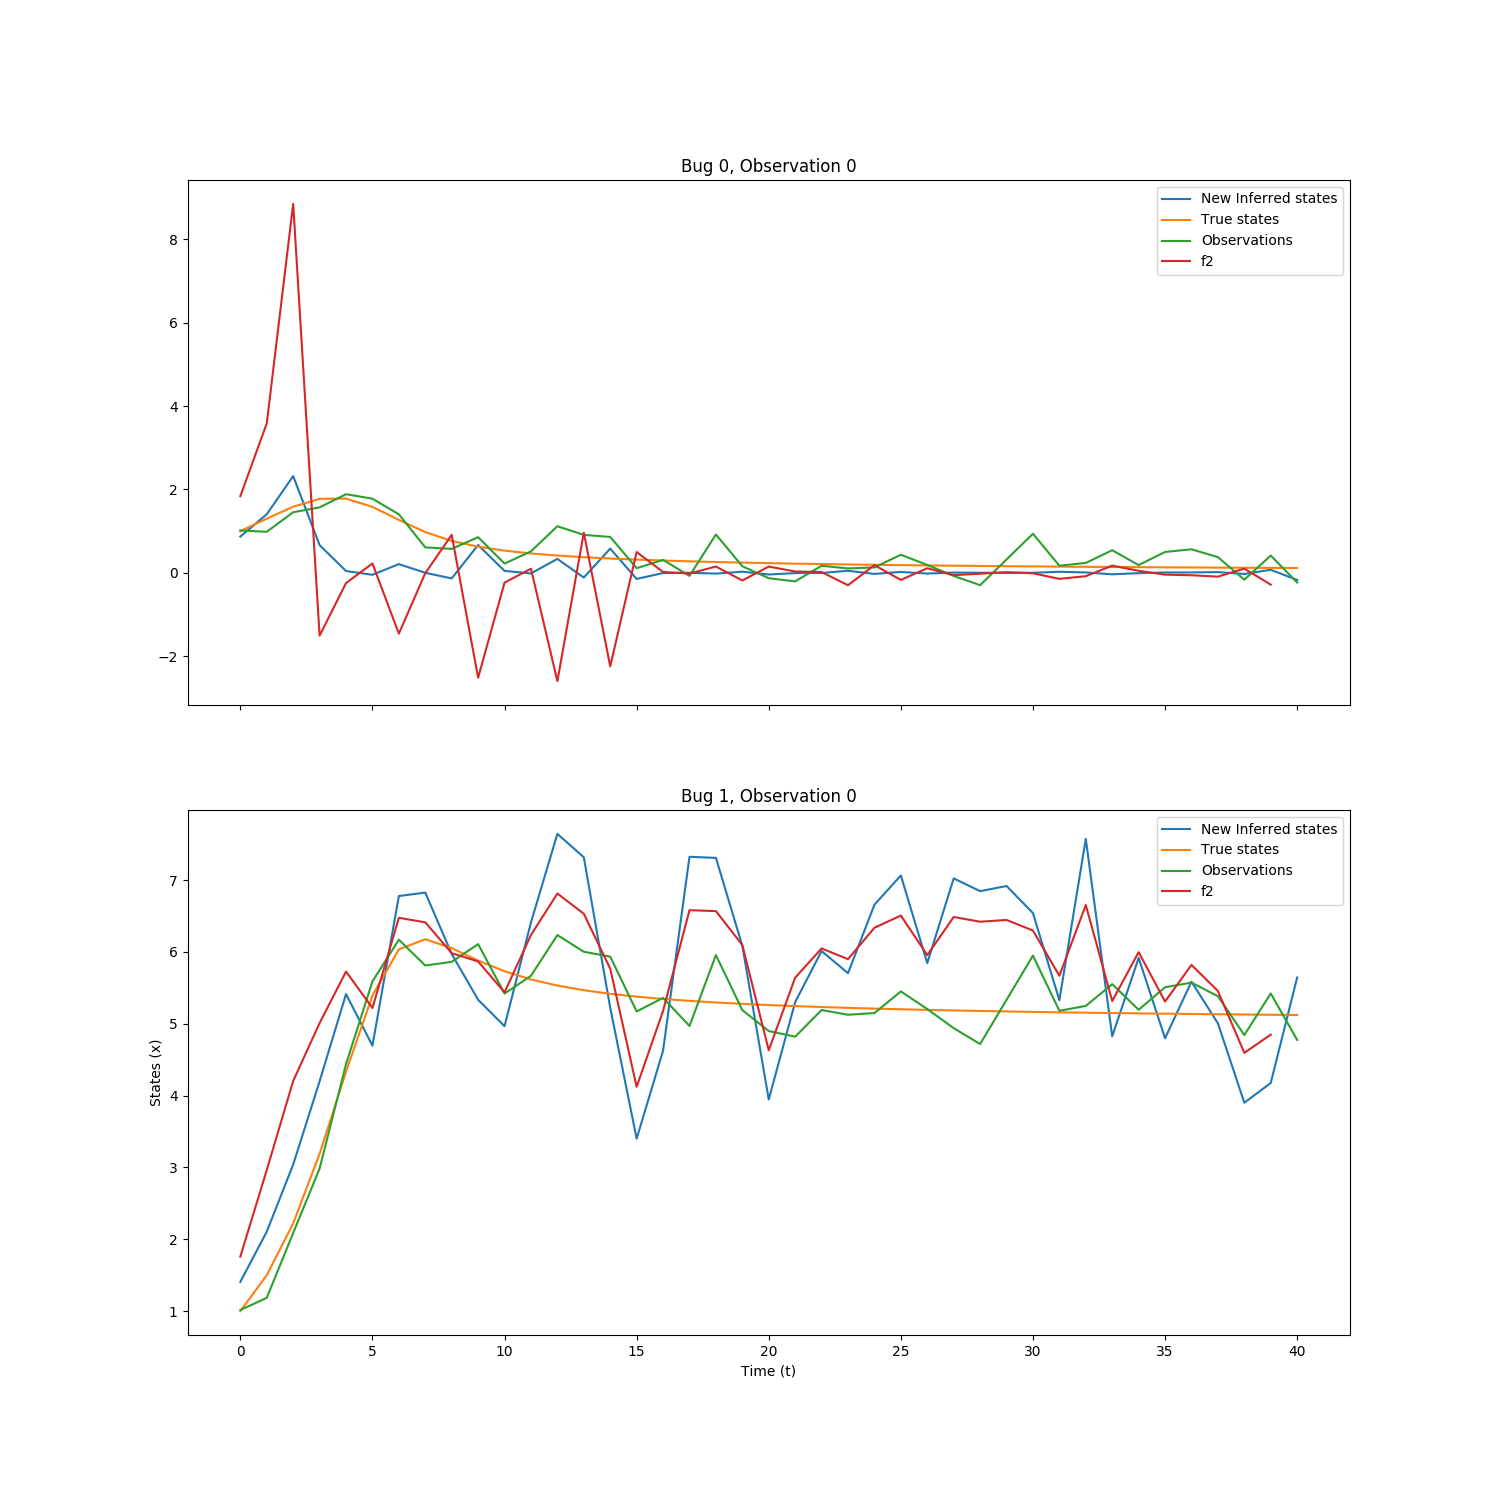 Bug 0, Observation 0
New Inferred states
True states
Observations
f2
8
6
4
2
0
−2
Bug 1, Observation 0
New Inferred states
True states
Observations
f2
7
6
5
4
3
2
1
States (x)
0 5 10 15 20 25 30 35 40
Time (t)